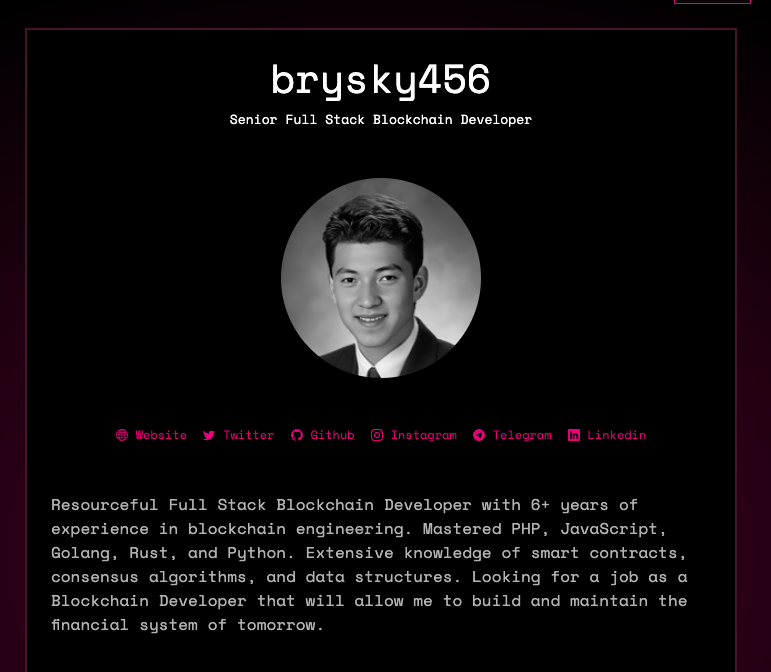 brysky456
Senior Full Stack Blockchain Developer
Website Twitter Github Instagram Telegram Linkedin
Resourceful Full Stack Blockchain Developer with 6+ years of
experience in blockchain engineering. Mastered PHP, JavaScript,
Golang, Rust, and Python. Extensive knowledge of smart contracts,
consensus algorithms, and data structures. Looking for a job as a
Blockchain Developer that will allow me to build and maintain the
financial system of tomorrow.